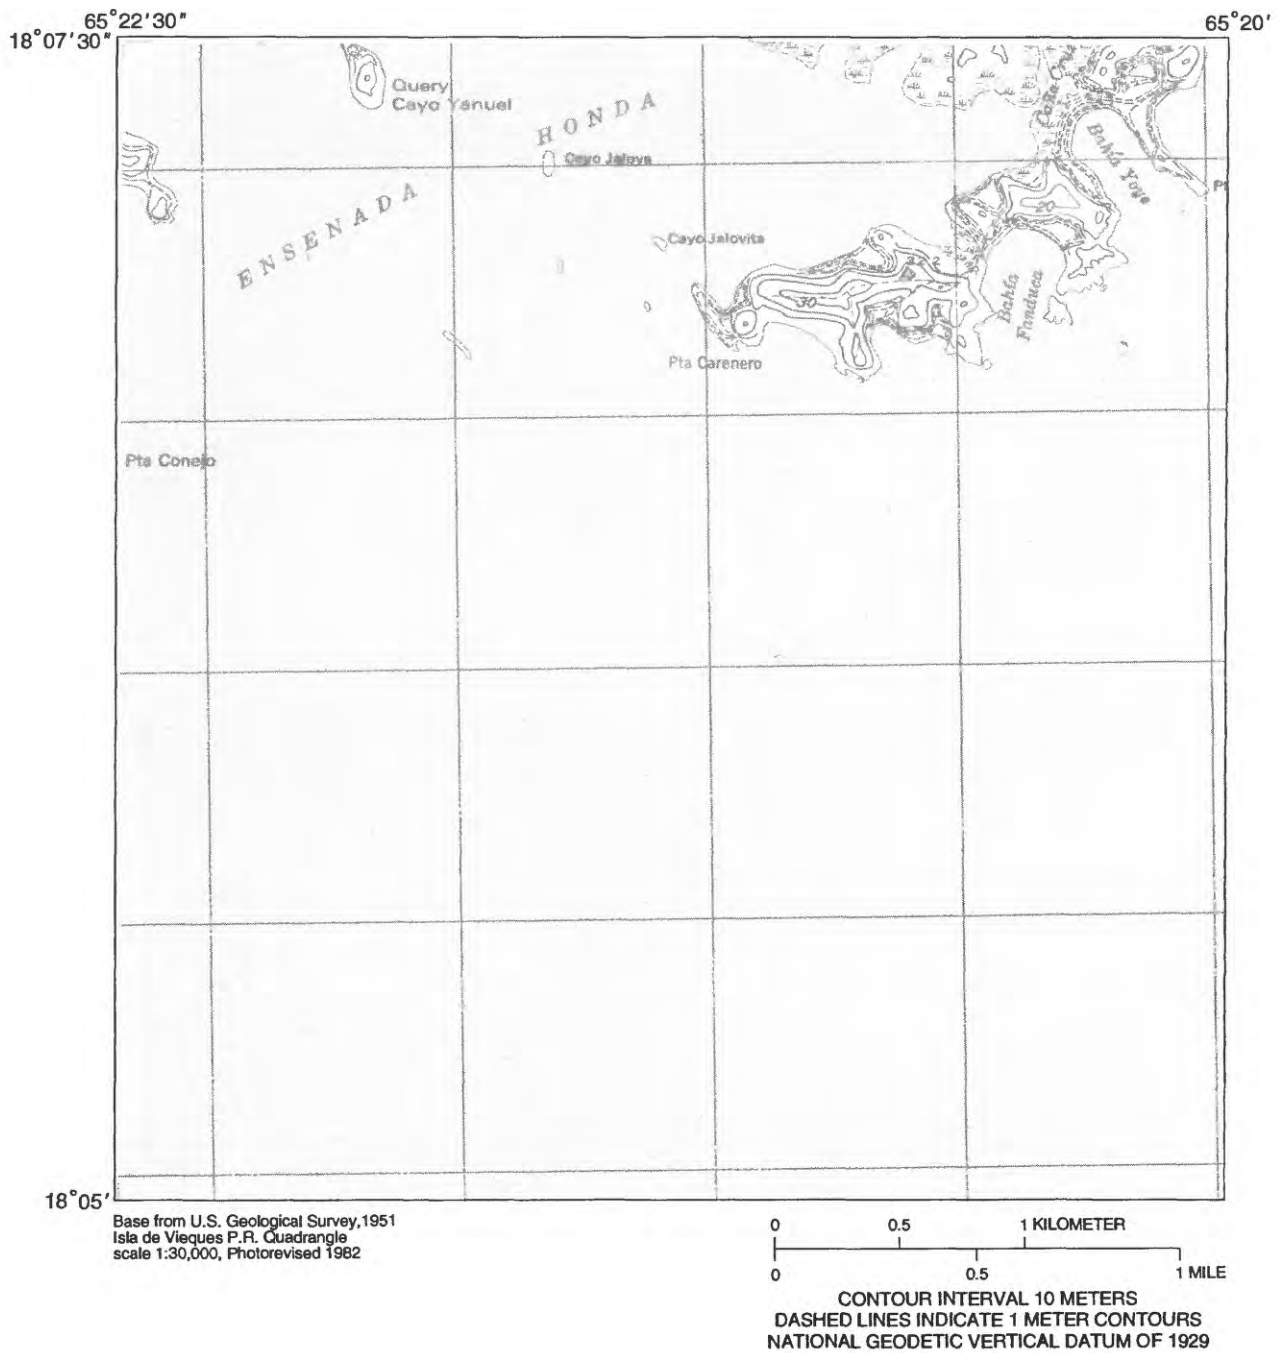 65°22'30" 65°20'
18°07'30"
Query
Cayo Yanuel
HONDA
Cayo Jalova
ENSENADA
Cayo Jalovita
Bahía Yoye
20
30
Bahía
Fanduca
Pta Carenero
Pta Conejo
18°05'
Base from U.S. Geological Survey,1951
Isla de Vieques P.R. Quadrangle
scale 1:30,000, Photorevised 1982
0 0.5 1 KILOMETER
0 0.5 1 MILE
CONTOUR INTERVAL 10 METERS
DASHED LINES INDICATE 1 METER CONTOURS
NATIONAL GEODETIC VERTICAL DATUM OF 1929